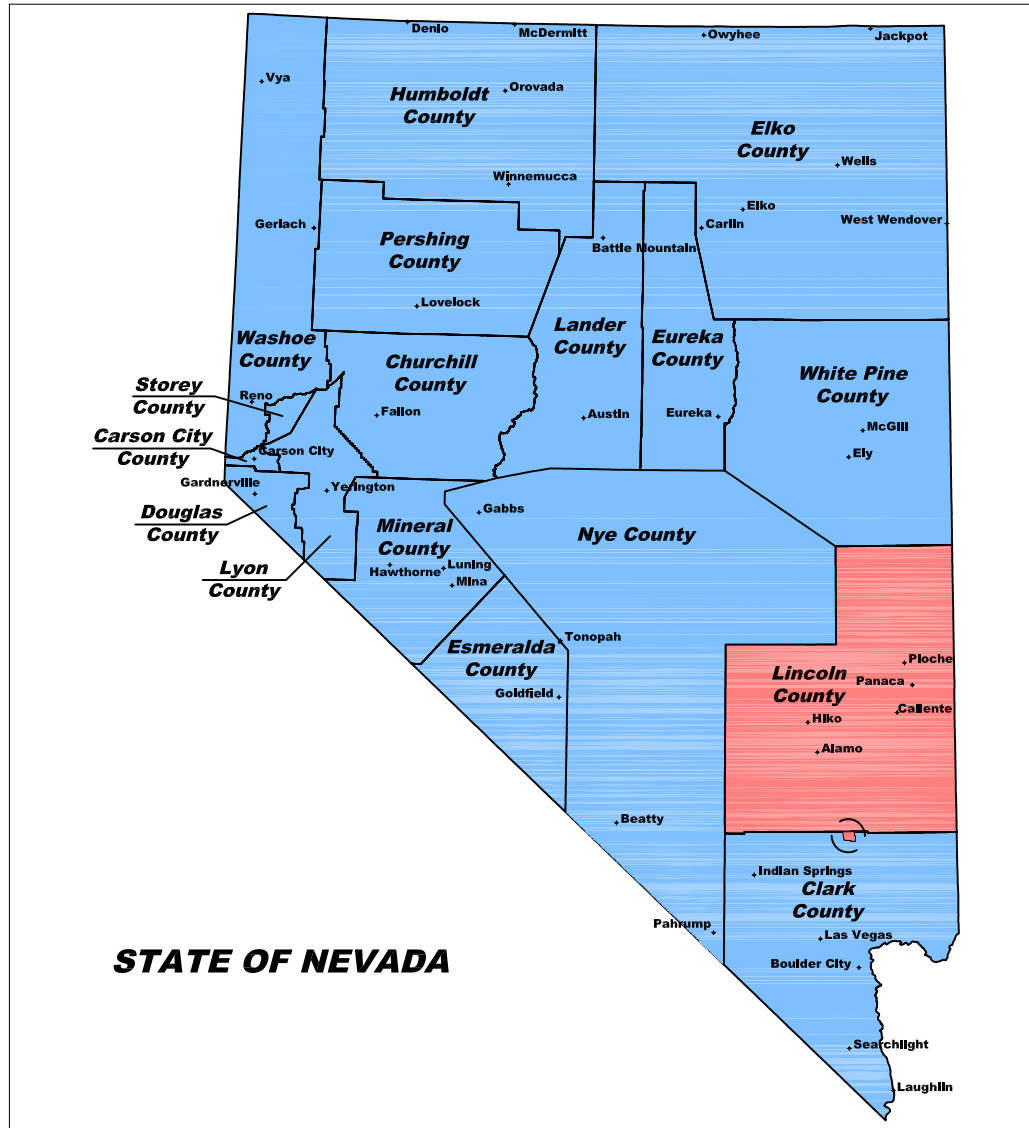 Denio
McDermitt
Owyhee
Jackpot
Vya
Orovada
Humboldt
County
Elko
County
Wells
Winnemucca
Elko
Gerlach
Carlin
West Wendover
Pershing
County
Battle Mountain
Lovelock
Washoe
County
Lander
County
Eureka
County
Churchill
County
White Pine
County
Storey
County
Reno
Fallon
Austin
Eureka
McGill
Carson City
County
Carson City
Ely
Gardnerville
Yerington
Douglas
County
Gabbs
Mineral
County
Nye County
Lyon
County
Luning
Hawthorne
Mina
Tonopah
Esmeralda
County
Goldfield
Pioche
Lincoln
County
Panaca
Caliente
Hiko
Alamo
Beatty
Indian Springs
Clark
County
Pahrump
Las Vegas
STATE OF NEVADA
Boulder City
Searchlight
Laughlin